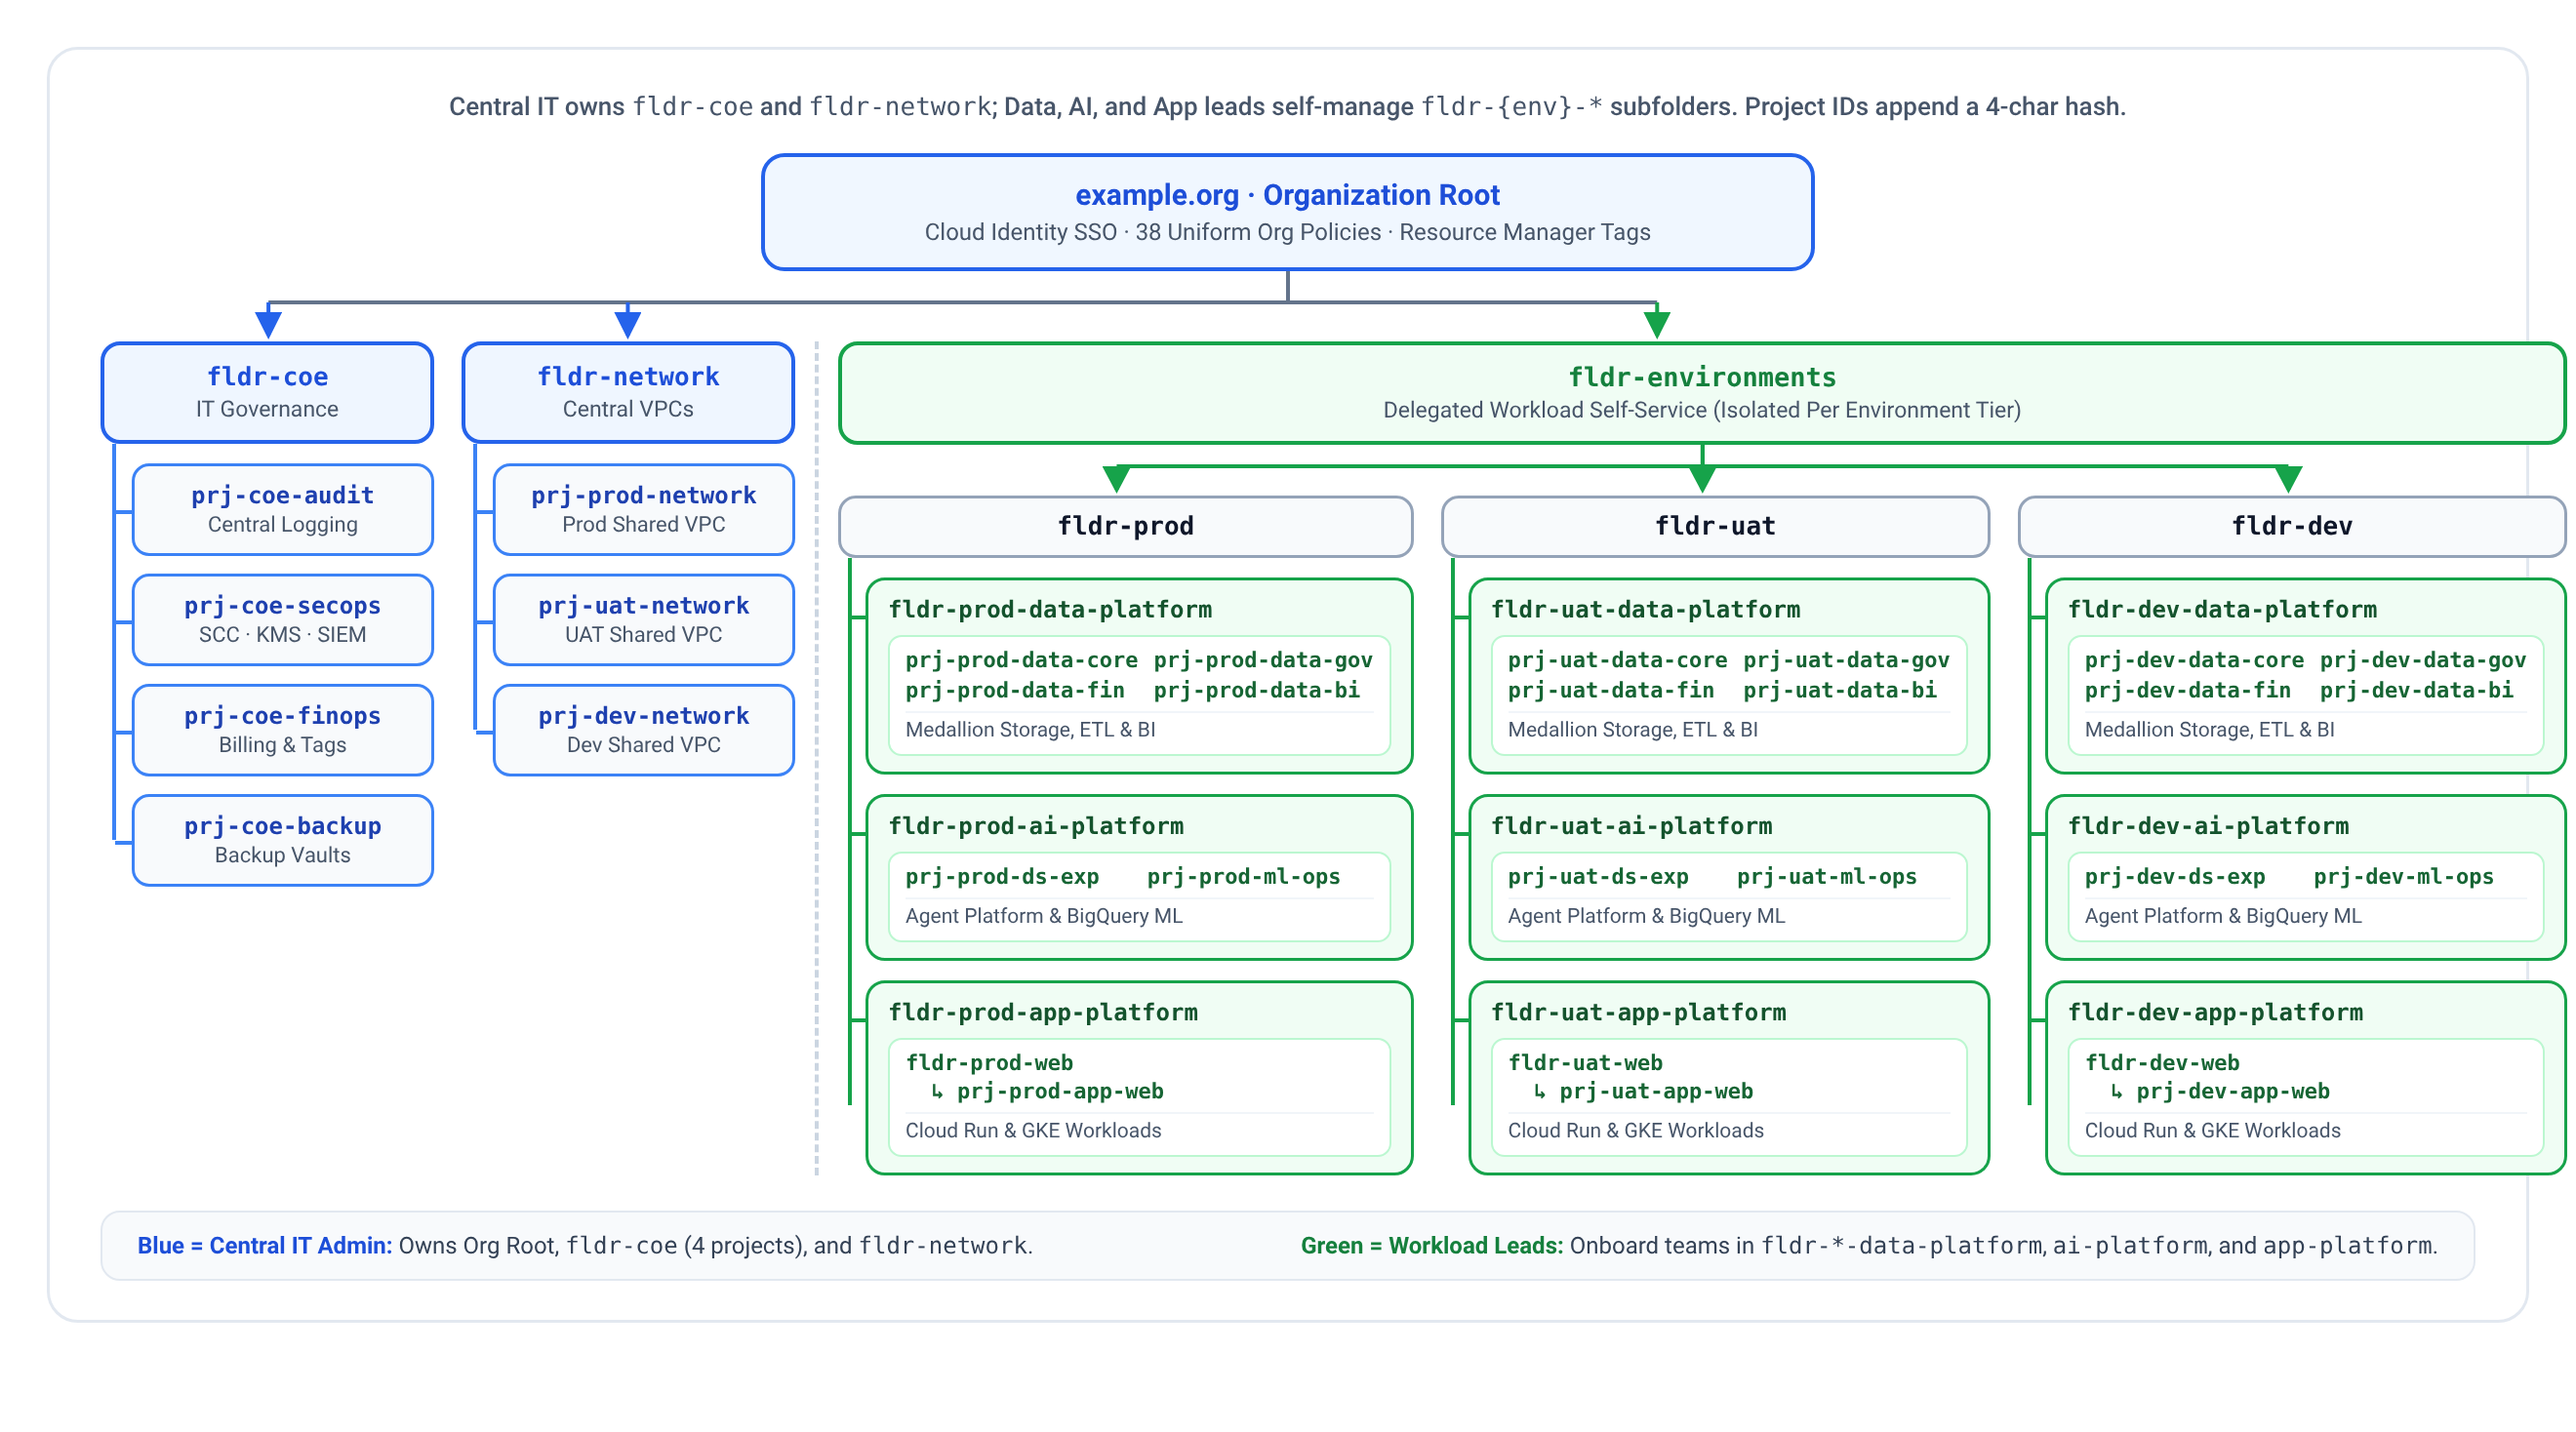 Central IT owns fldr-coe and fldr-network; Data, AI, and App leads self-manage fldr-{env}-* subfolders. Project IDs append a 4-char hash.
example.org · Organization Root
Cloud Identity SSO · 38 Uniform Org Policies · Resource Manager Tags
fldr-coe
IT Governance
prj-coe-audit
Central Logging
prj-coe-secops
SCC · KMS · SIEM
prj-coe-finops
Billing & Tags
prj-coe-backup
Backup Vaults
fldr-network
Central VPCs
prj-prod-network
Prod Shared VPC
prj-uat-network
UAT Shared VPC
prj-dev-network
Dev Shared VPC
fldr-environments
Delegated Workload Self-Service (Isolated Per Environment Tier)
fldr-prod
fldr-prod-data-platform
prj-prod-data-core prj-prod-data-gov
prj-prod-data-fin prj-prod-data-bi
Medallion Storage, ETL & BI
fldr-prod-ai-platform
prj-prod-ds-exp prj-prod-ml-ops
Agent Platform & BigQuery ML
fldr-prod-app-platform
fldr-prod-web
↳ prj-prod-app-web
Cloud Run & GKE Workloads
fldr-uat
fldr-uat-data-platform
prj-uat-data-core prj-uat-data-gov
prj-uat-data-fin prj-uat-data-bi
Medallion Storage, ETL & BI
fldr-uat-ai-platform
prj-uat-ds-exp prj-uat-ml-ops
Agent Platform & BigQuery ML
fldr-uat-app-platform
fldr-uat-web
↳ prj-uat-app-web
Cloud Run & GKE Workloads
fldr-dev
fldr-dev-data-platform
prj-dev-data-core prj-dev-data-gov
prj-dev-data-fin prj-dev-data-bi
Medallion Storage, ETL & BI
fldr-dev-ai-platform
prj-dev-ds-exp prj-dev-ml-ops
Agent Platform & BigQuery ML
fldr-dev-app-platform
fldr-dev-web
↳ prj-dev-app-web
Cloud Run & GKE Workloads
Blue = Central IT Admin: Owns Org Root, fldr-coe (4 projects), and fldr-network.
Green = Workload Leads: Onboard teams in fldr-*-data-platform, ai-platform, and app-platform.